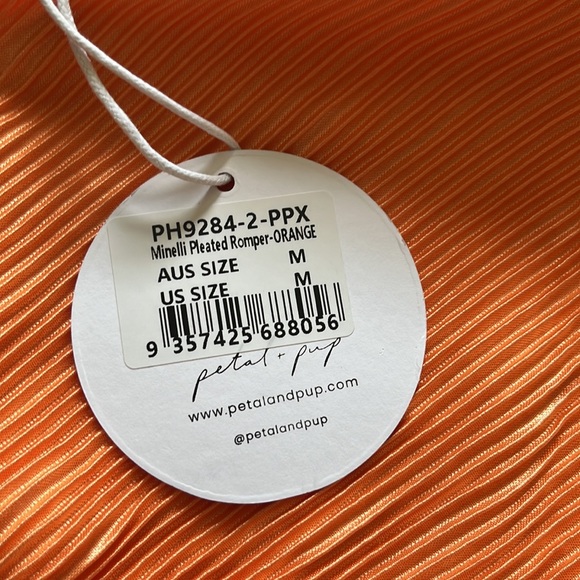 PH9284-2-PPX
Minelli Pleated Romper-ORANGE
AUS SIZE M
US SIZE M
9 357425 688056
petal + pup
www.petalandpup.com
@petalandpup